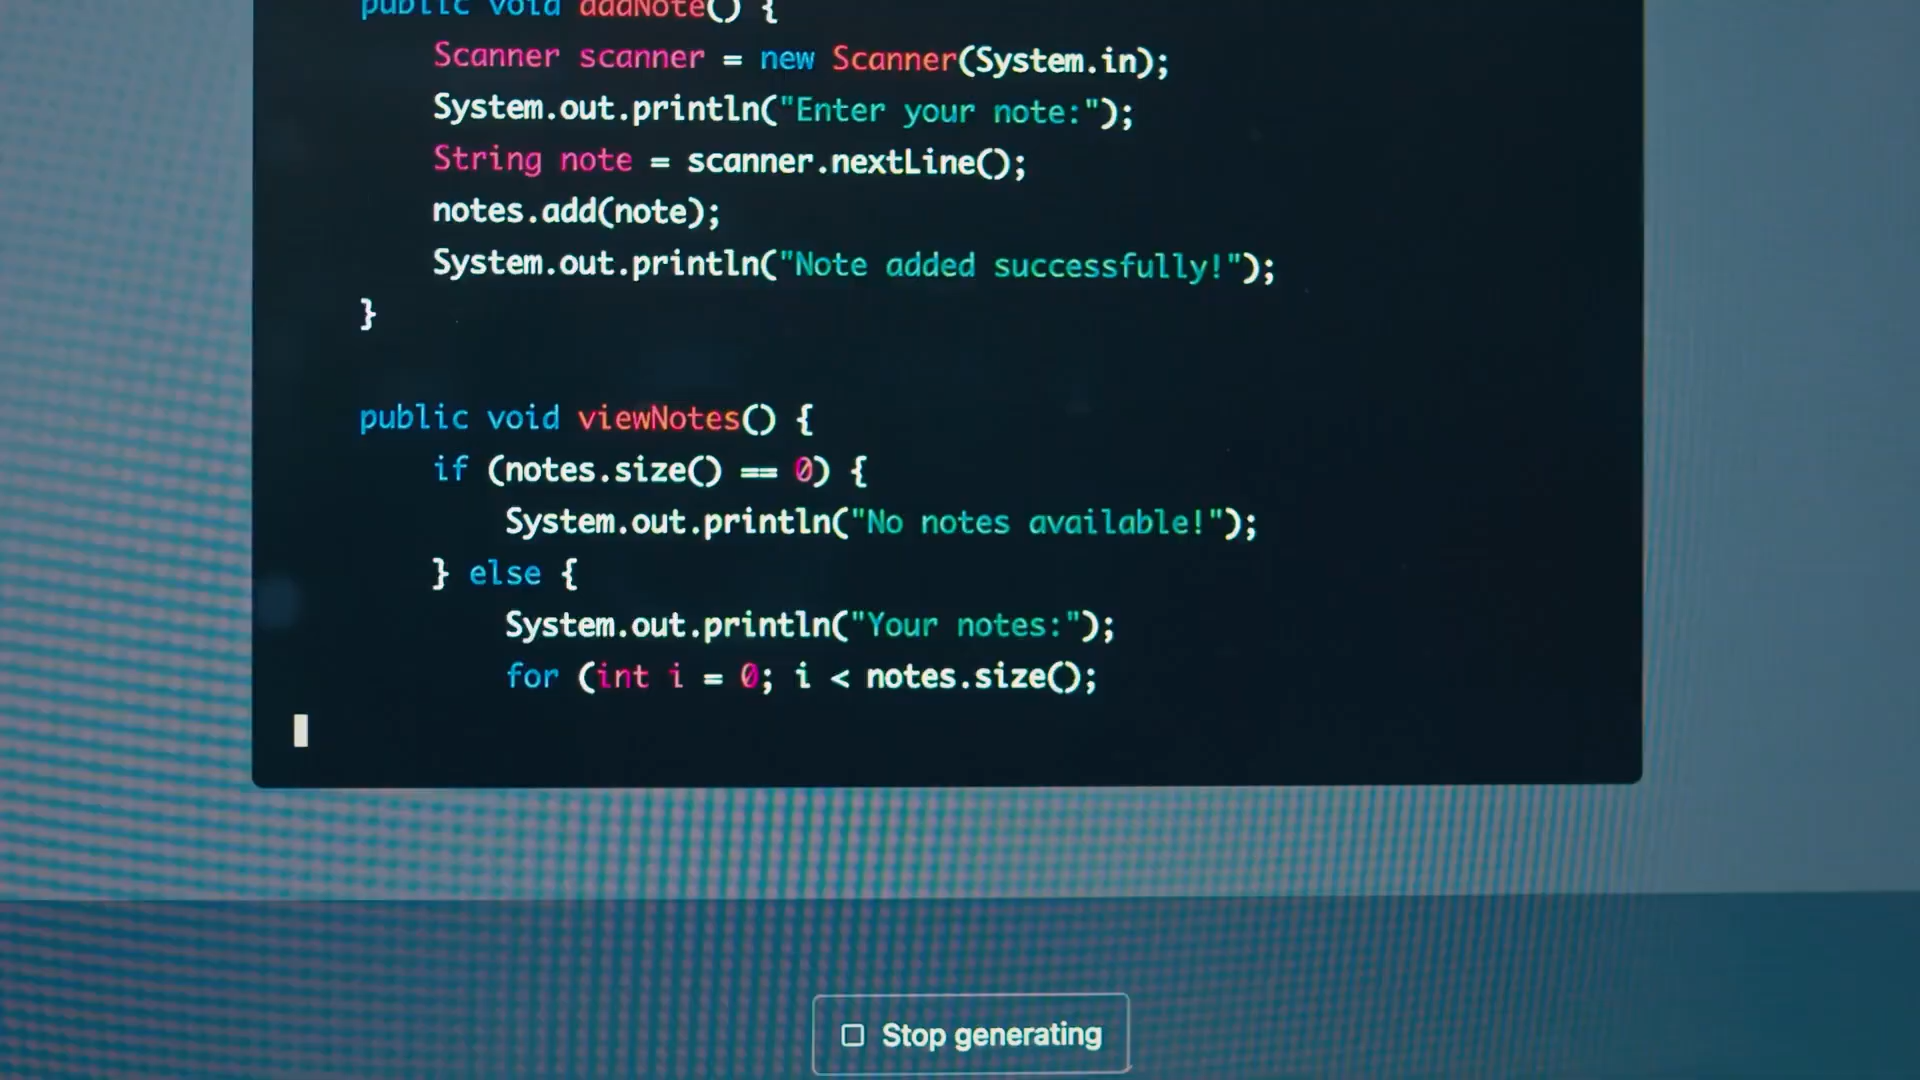 public void addNote() {
Scanner scanner = new Scanner(System.in);
System.out.println("Enter your note:");
String note = scanner.nextLine();
notes.add(note);
System.out.println("Note added successfully!");
}
public void viewNotes() {
if (notes.size() == 0) {
System.out.println("No notes available!");
} else {
System.out.println("Your notes:");
for (int i = 0; i < notes.size();
Stop generating